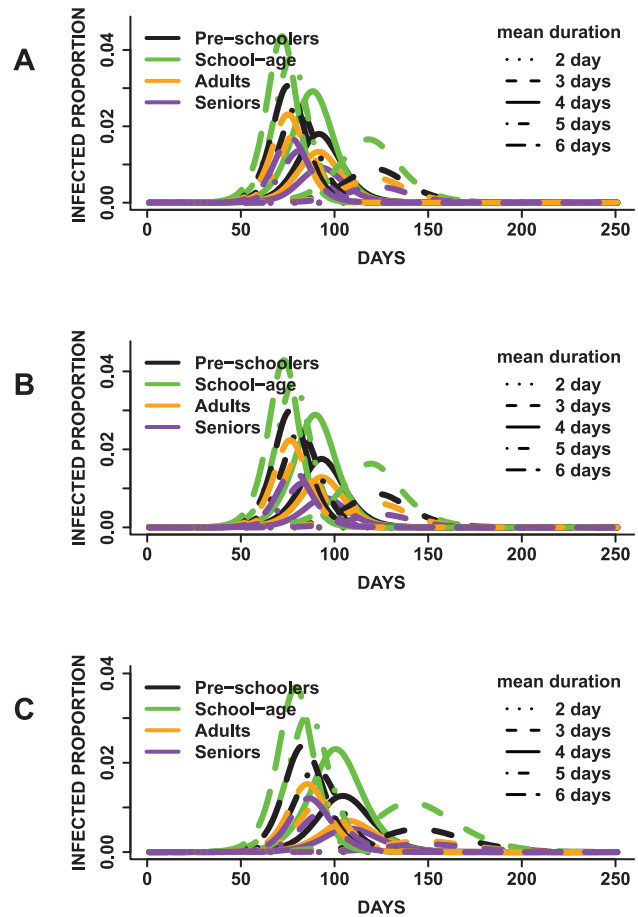 A
INFECTED PROPORTION
0.04
0.02
0.00
Pre−schoolers
School−age
Adults
Seniors
mean duration
2 day
3 days
4 days
5 days
6 days
0 50 100 150 200 250
DAYS
B
INFECTED PROPORTION
0.04
0.02
0.00
Pre−schoolers
School−age
Adults
Seniors
mean duration
2 day
3 days
4 days
5 days
6 days
0 50 100 150 200 250
DAYS
C
INFECTED PROPORTION
0.04
0.02
0.00
Pre−schoolers
School−age
Adults
Seniors
mean duration
2 day
3 days
4 days
5 days
6 days
0 50 100 150 200 250
DAYS